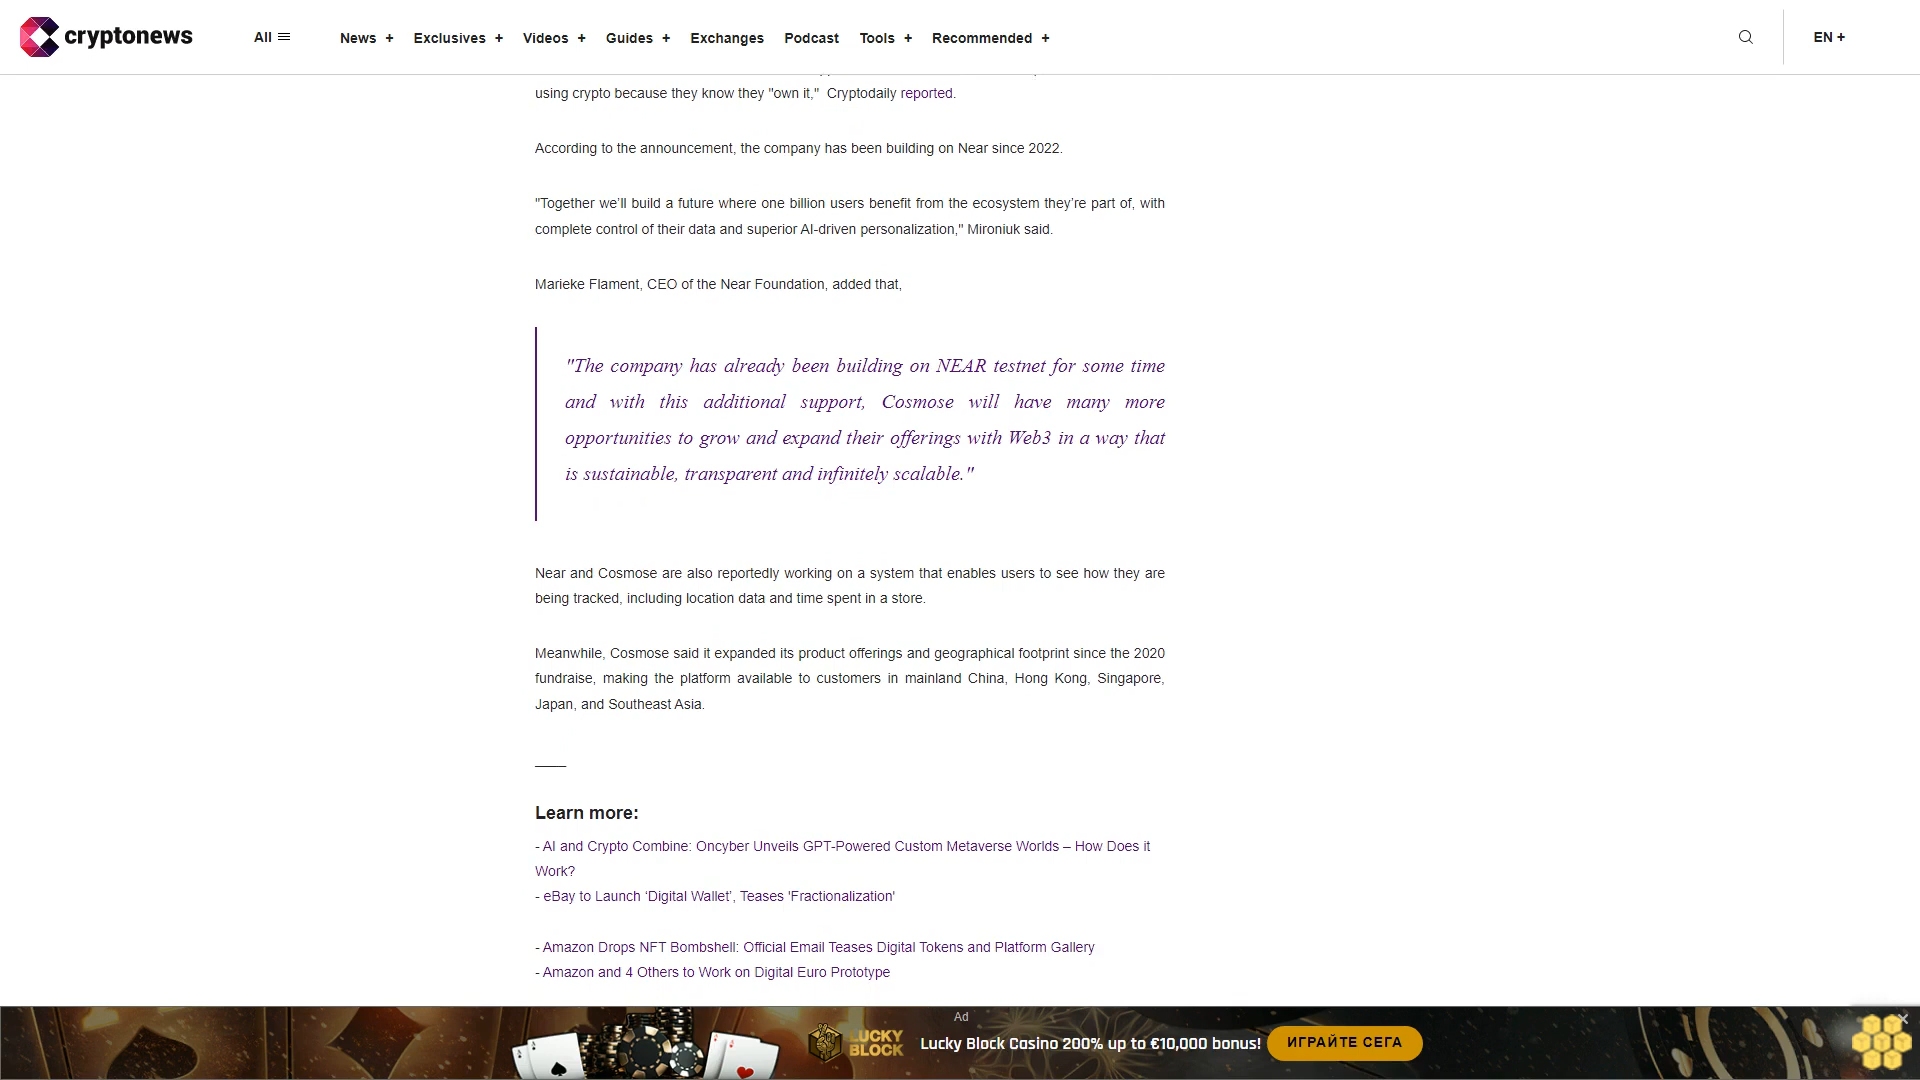 cryptonews
All
News +
Exclusives +
Videos +
Guides +
Exchanges
Podcast
Tools +
Recommended +
EN +
using crypto because they know they "own it,"  Cryptodaily reported.
According to the announcement, the company has been building on Near since 2022.
"Together we’ll build a future where one billion users benefit from the ecosystem they’re part of, with
complete control of their data and superior AI-driven personalization," Mironiuk said.
Marieke Flament, CEO of the Near Foundation, added that,
"The company has already been building on NEAR testnet for some time
and with this additional support, Cosmose will have many more
opportunities to grow and expand their offerings with Web3 in a way that
is sustainable, transparent and infinitely scalable."
Near and Cosmose are also reportedly working on a system that enables users to see how they are
being tracked, including location data and time spent in a store.
Meanwhile, Cosmose said it expanded its product offerings and geographical footprint since the 2020
fundraise, making the platform available to customers in mainland China, Hong Kong, Singapore,
Japan, and Southeast Asia.
____
Learn more:
- AI and Crypto Combine: Oncyber Unveils GPT-Powered Custom Metaverse Worlds – How Does it
Work?
- eBay to Launch ‘Digital Wallet’, Teases 'Fractionalization'
- Amazon Drops NFT Bombshell: Official Email Teases Digital Tokens and Platform Gallery
- Amazon and 4 Others to Work on Digital Euro Prototype
Ad
LUCKY
BLOCK
Lucky Block Casino 200% up to €10,000 bonus!
ИГРАЙТЕ СЕГА